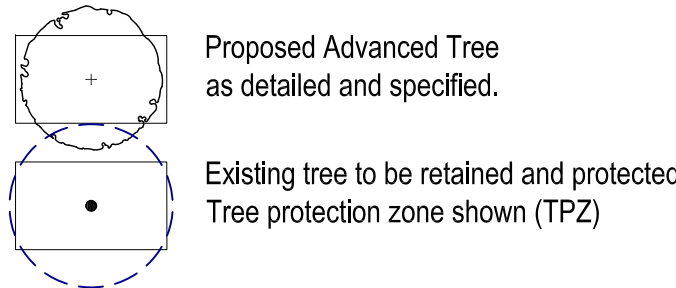 Proposed Advanced Tree
as detailed and specified.
Existing tree to be retained and protected
Tree protection zone shown (TPZ)